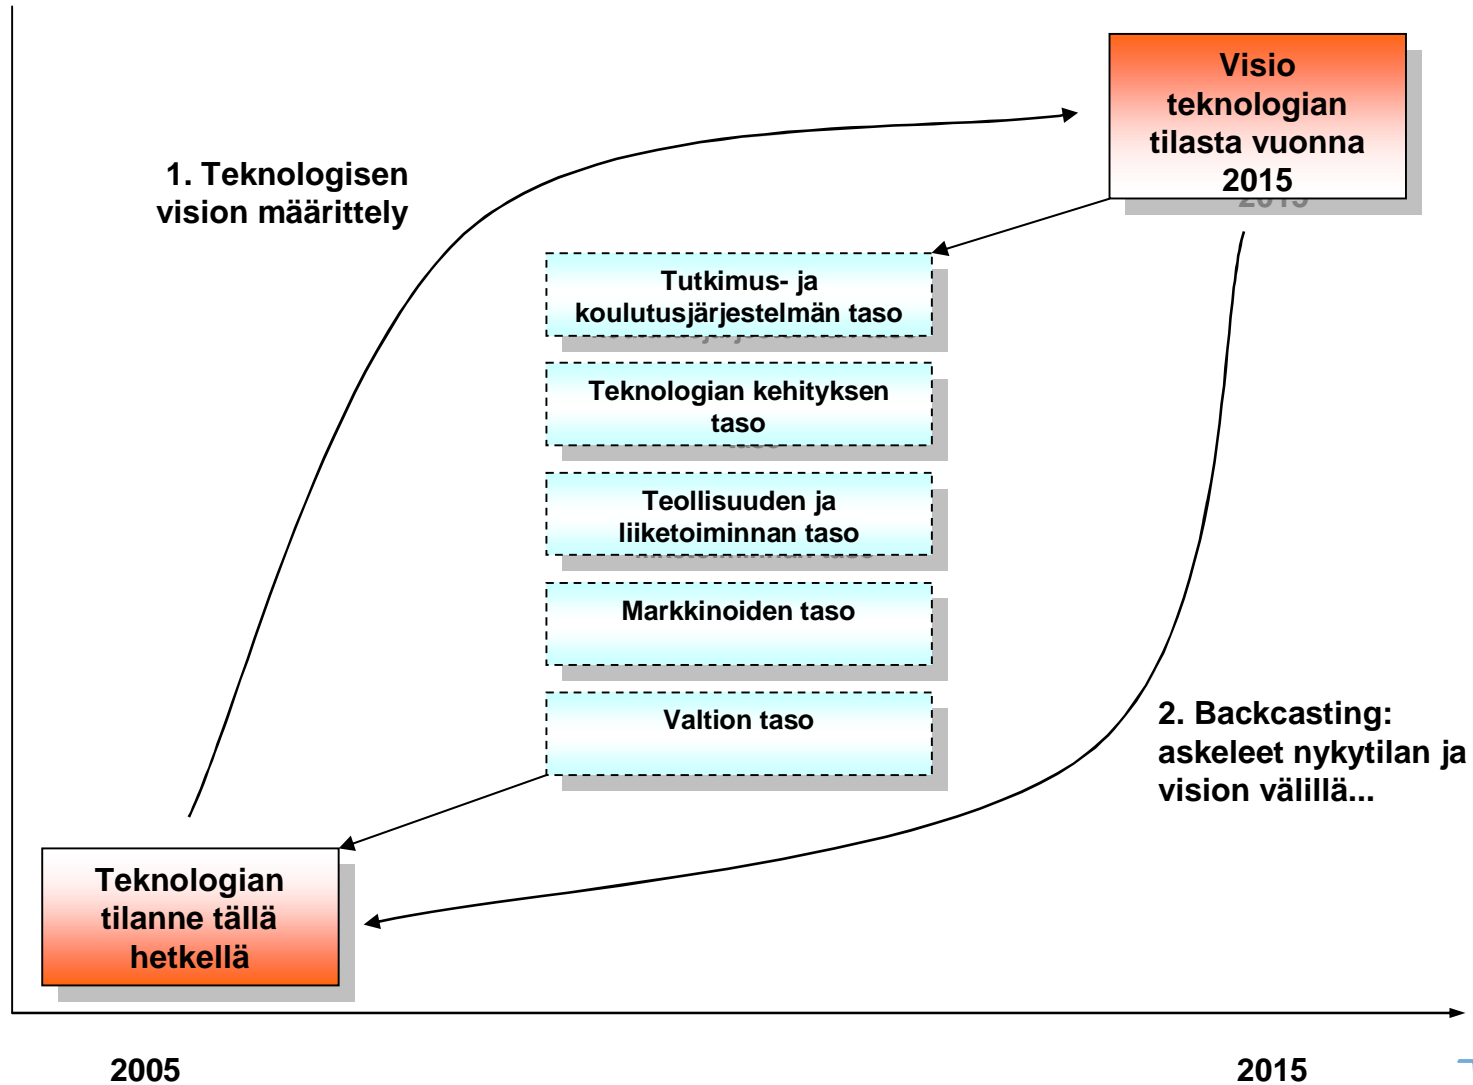 Visio
teknologian
tilasta vuonna
2015
1. Teknologisen
vision määrittely
Tutkimus- ja
koulutusjärjestelmän taso
Teknologian kehityksen
taso
Teollisuuden ja
liiketoiminnan taso
Markkinoiden taso
Valtion taso
2. Backcasting:
askeleet nykytilan ja
vision välillä...
Teknologian
tilanne tällä
hetkellä
2005
2015